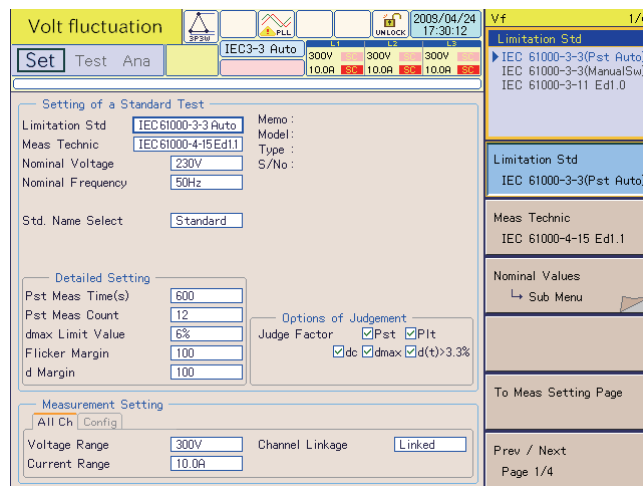 Volt fluctuation
3P3W
PLL
UNLOCK
2009/04/24
17:30:12
Set Test Ana
IEC3-3 Auto
L1 L2 L3
300V SC 300V SC 300V SC
10.0A SC 10.0A SC 10.0A SC
Setting of a Standard Test
Limitation Std IEC61000-3-3 Auto
Meas Technic IEC61000-4-15Ed1.1
Nominal Voltage 230V
Nominal Frequency 50Hz
Std. Name Select Standard
Memo :
Model :
Type :
S/No :
Detailed Setting
Pst Meas Time(s) 600
Pst Meas Count 12
dmax Limit Value 6%
Flicker Margin 100
d Margin 100
Options of Judgement
Judge Factor Pst Plt
dc dmax d(t)>3.3%
Measurement Setting
All Ch Config
Voltage Range 300V Channel Linkage Linked
Current Range 10.0A
Vf 1/
Limitation Std
IEC 61000-3-3(Pst Auto)
IEC 61000-3-3(ManualSw)
IEC 61000-3-11 Ed1.0
Limitation Std
IEC 61000-3-3(Pst Auto)
Meas Technic
IEC 61000-4-15 Ed1.1
Nominal Values
Sub Menu
To Meas Setting Page
Prev / Next
Page 1/4